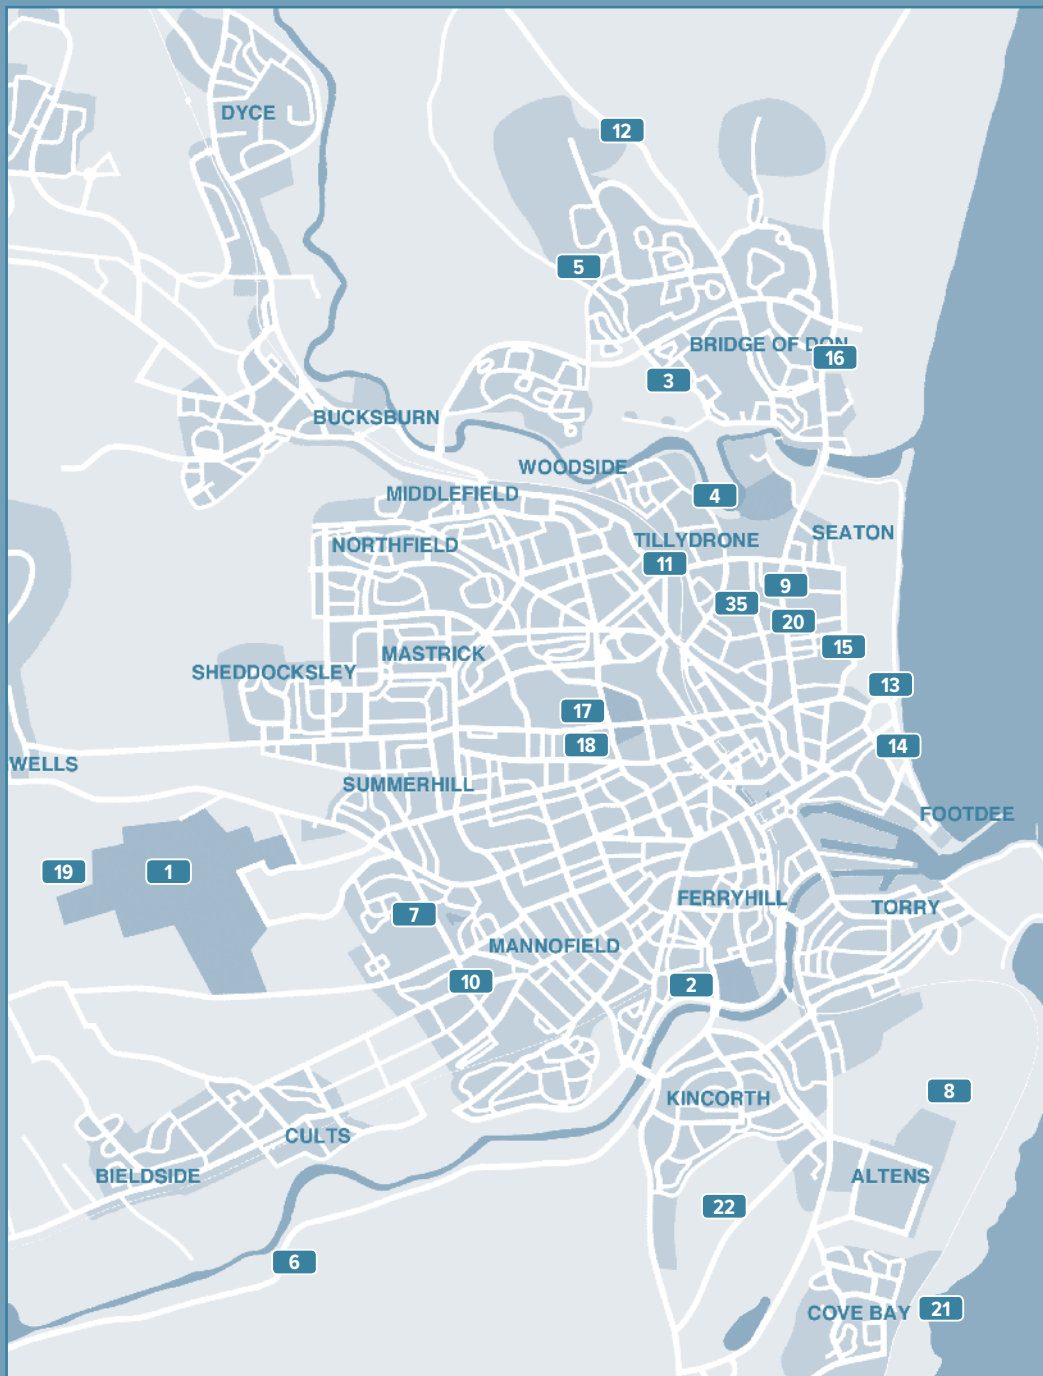 DYCE
12
5
BRIDGE OF DON
16
3
BUCKSBURN
WOODSIDE
MIDDLEFIELD
4
SEATON
NORTHFIELD
TILLYDRONE
11
9
35
20
15
MASTRICK
SHEDDOCKSLEY
13
17
18
14
WELLS
SUMMERHILL
FOOTDEE
19
1
FERRYHILL
TORRY
7
MANNOFIELD
10
2
8
KINCORTH
CULTS
BIELDSIDE
ALTENS
22
6
COVE BAY
21